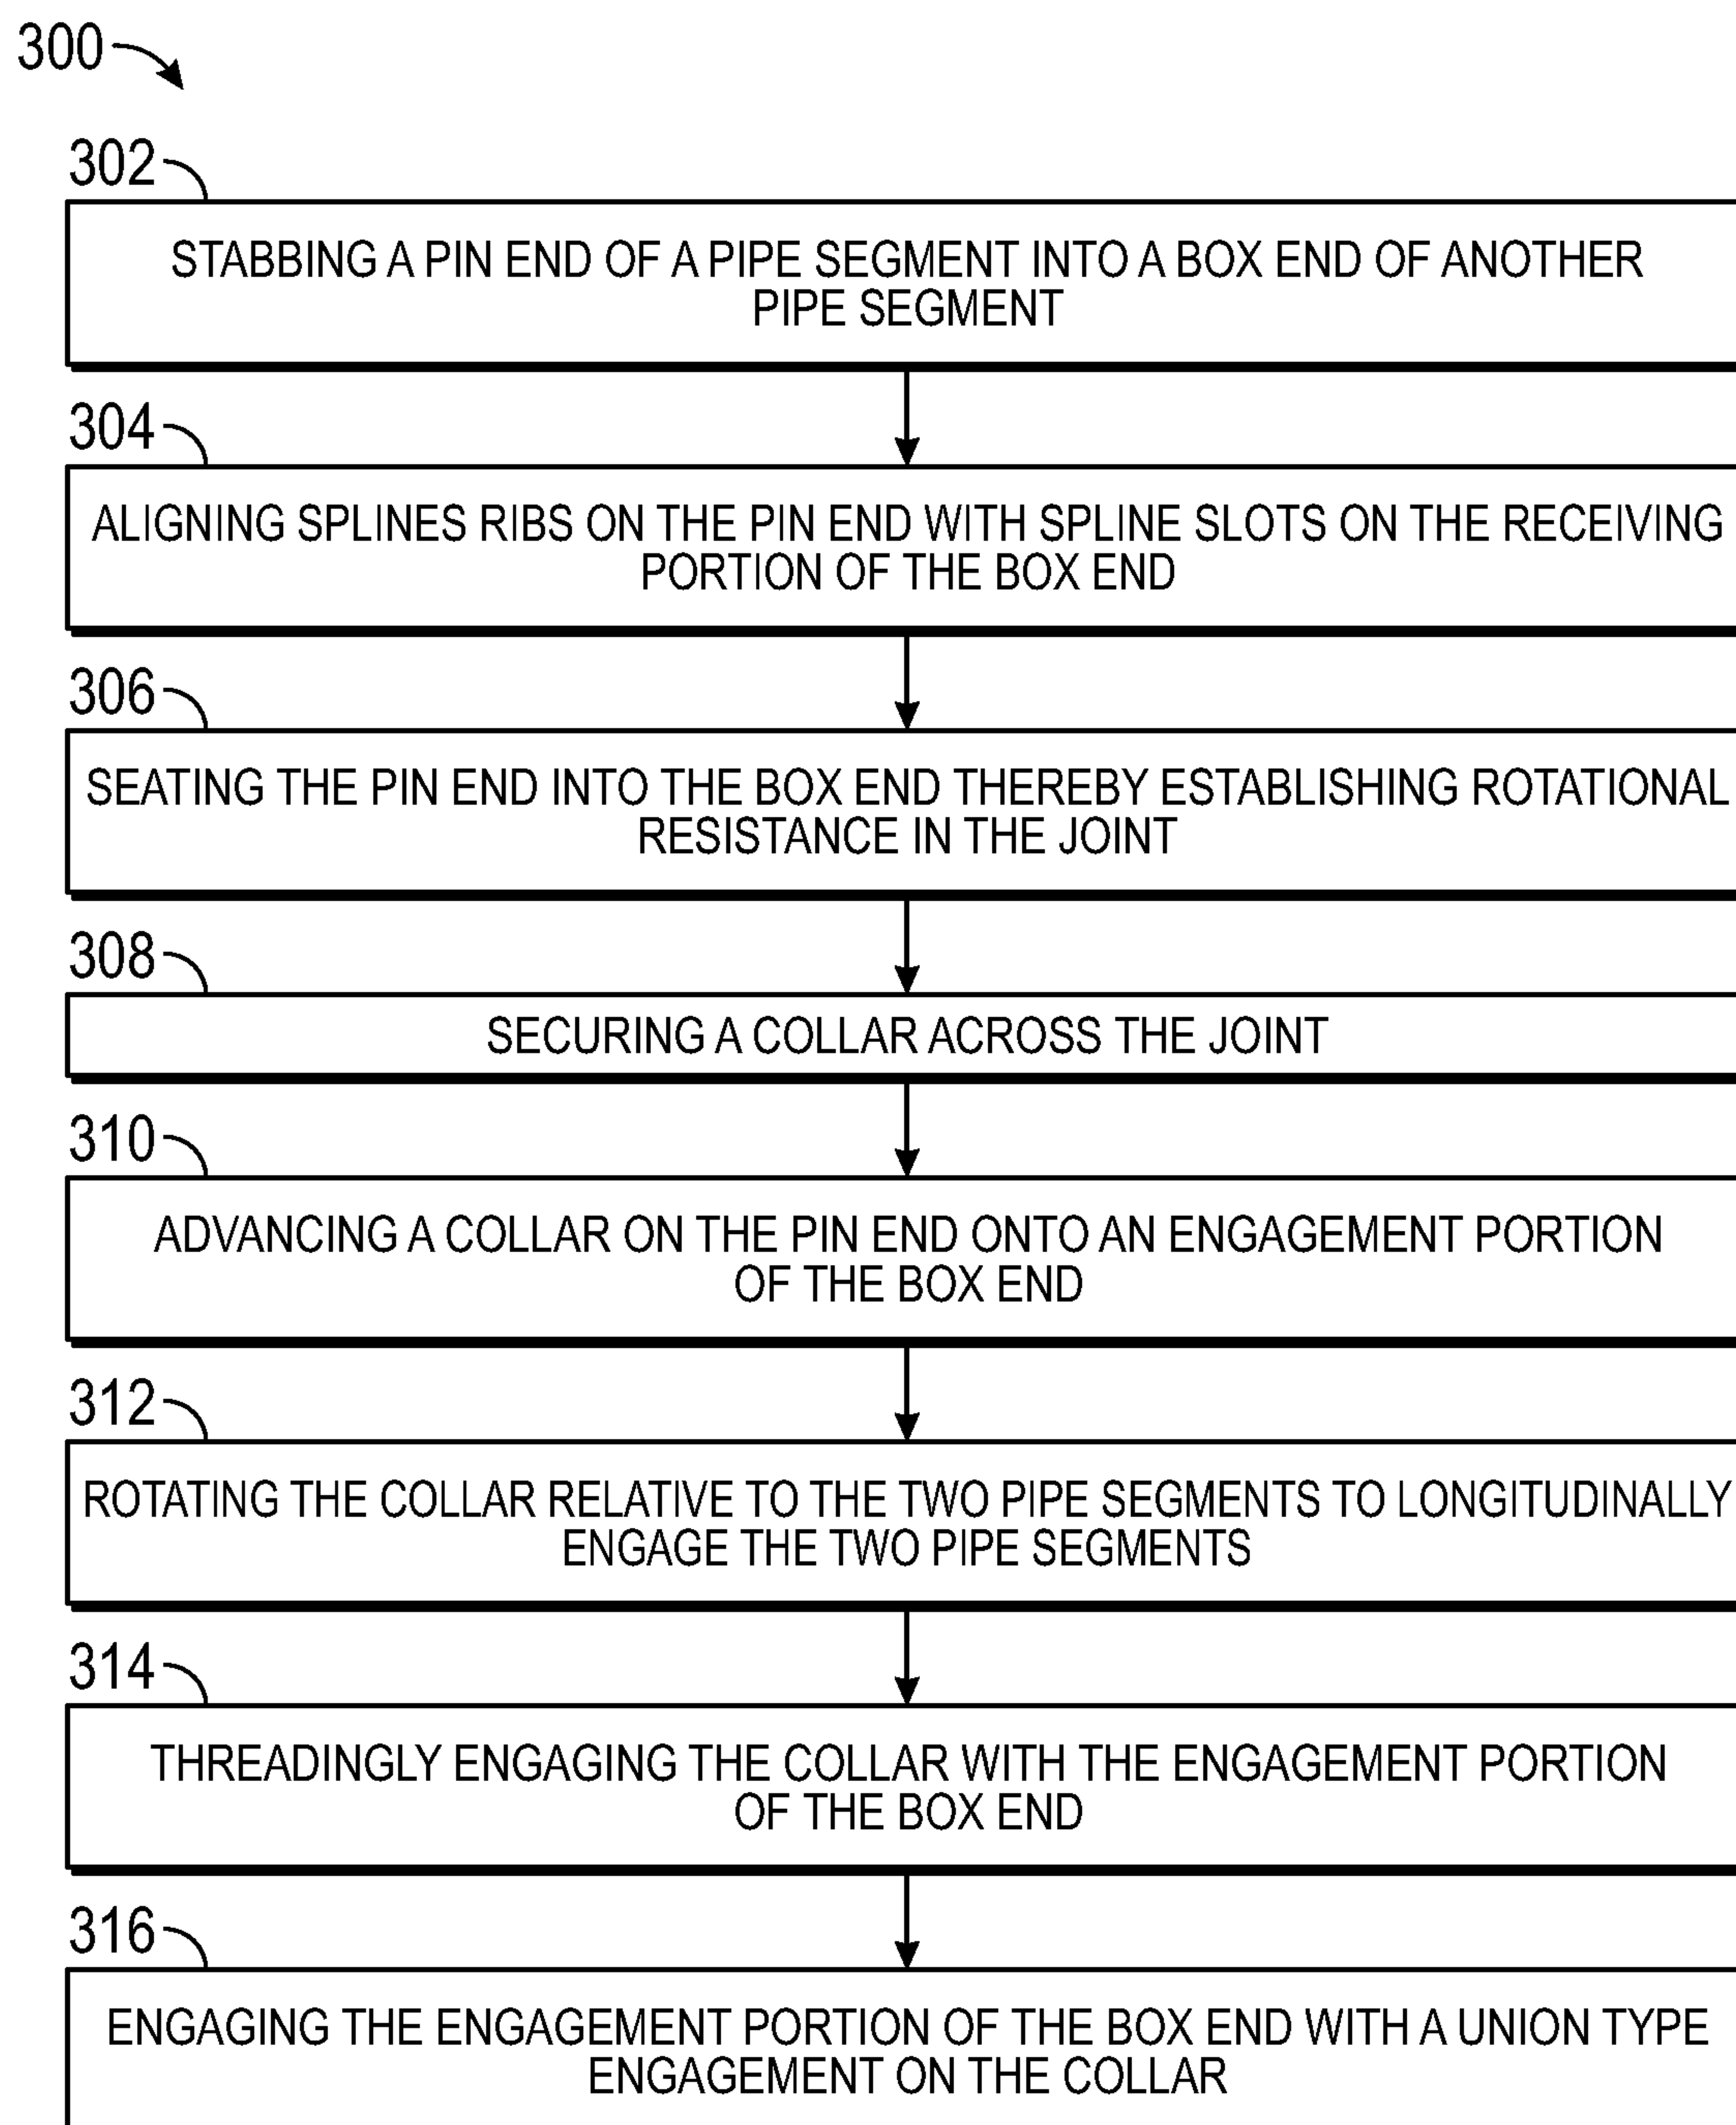 300
302
STABBING A PIN END OF A PIPE SEGMENT INTO A BOX END OF ANOTHER
PIPE SEGMENT
304
ALIGNING SPLINES RIBS ON THE PIN END WITH SPLINE SLOTS ON THE RECEIVING
PORTION OF THE BOX END
306
SEATING THE PIN END INTO THE BOX END THEREBY ESTABLISHING ROTATIONAL
RESISTANCE IN THE JOINT
308
SECURING A COLLAR ACROSS THE JOINT
310
ADVANCING A COLLAR ON THE PIN END ONTO AN ENGAGEMENT PORTION
OF THE BOX END
312
ROTATING THE COLLAR RELATIVE TO THE TWO PIPE SEGMENTS TO LONGITUDINALLY
ENGAGE THE TWO PIPE SEGMENTS
314
THREADINGLY ENGAGING THE COLLAR WITH THE ENGAGEMENT PORTION
OF THE BOX END
316
ENGAGING THE ENGAGEMENT PORTION OF THE BOX END WITH A UNION TYPE
ENGAGEMENT ON THE COLLAR